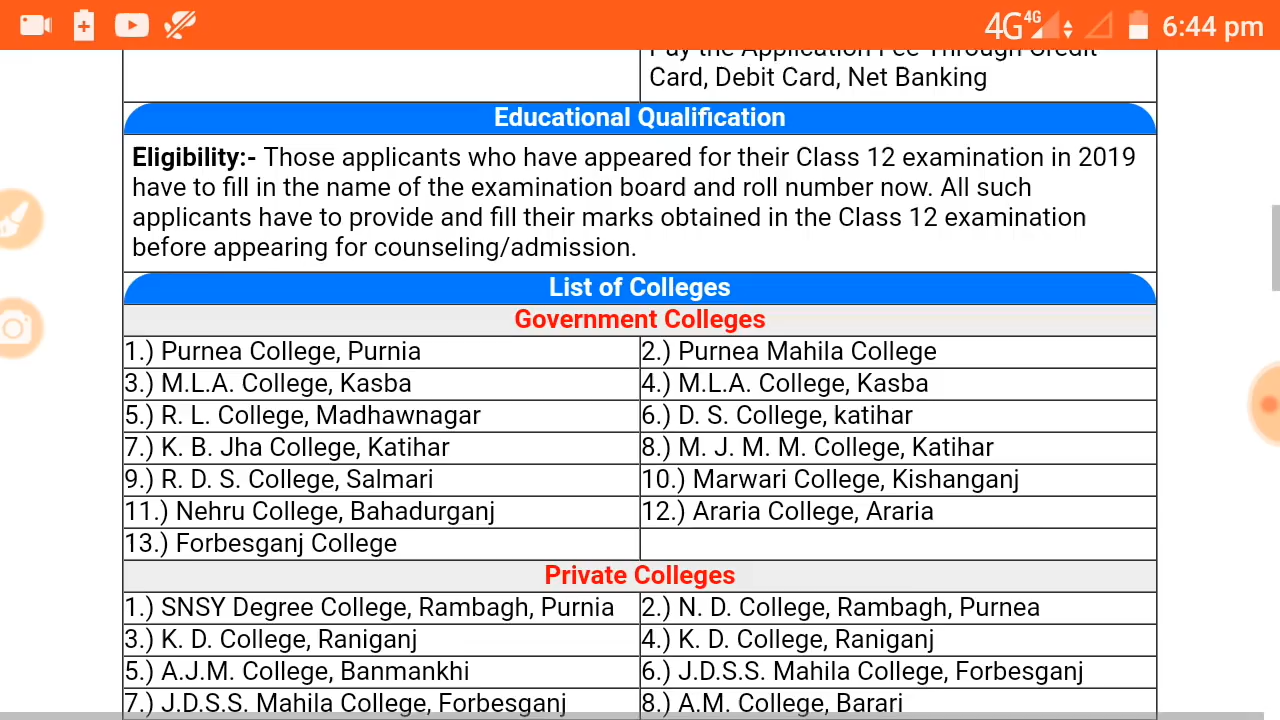 4G 4G 6:44 pm
Pay the Application Fee Through Credit
Card, Debit Card, Net Banking
Educational Qualification
Eligibility:- Those applicants who have appeared for their Class 12 examination in 2019
have to fill in the name of the examination board and roll number now. All such
applicants have to provide and fill their marks obtained in the Class 12 examination
before appearing for counseling/admission.
List of Colleges
Government Colleges
1.) Purnea College, Purnia
2.) Purnea Mahila College
3.) M.L.A. College, Kasba
4.) M.L.A. College, Kasba
5.) R. L. College, Madhawnagar
6.) D. S. College, katihar
7.) K. B. Jha College, Katihar
8.) M. J. M. M. College, Katihar
9.) R. D. S. College, Salmari
10.) Marwari College, Kishanganj
11.) Nehru College, Bahadurganj
12.) Araria College, Araria
13.) Forbesganj College
Private Colleges
1.) SNSY Degree College, Rambagh, Purnia
2.) N. D. College, Rambagh, Purnea
3.) K. D. College, Raniganj
4.) K. D. College, Raniganj
5.) A.J.M. College, Banmankhi
6.) J.D.S.S. Mahila College, Forbesganj
7.) J.D.S.S. Mahila College, Forbesganj
8.) A.M. College, Barari